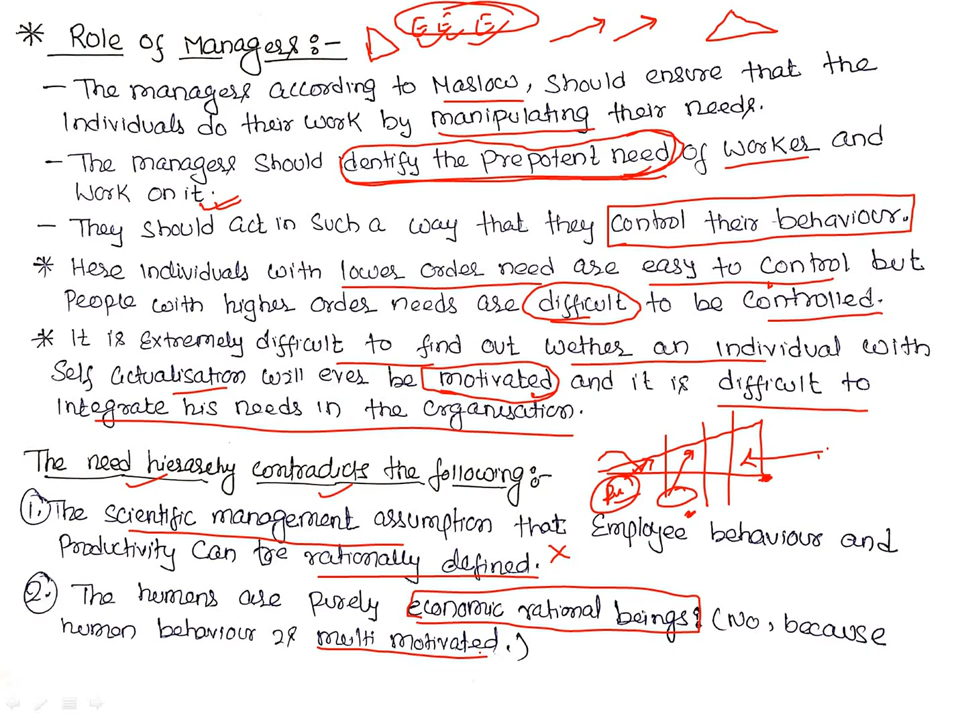 * Role of Managers :-
E E E
- The managers according to Maslow, should ensure that the
individuals do their work by manipulating their needs.
- The managers should identify the prepotent need of worker and
work on it.
- They should act in such a way that they control their behaviour.
* Here individuals with lower order need are easy to control but
people with higher order needs are difficult to be controlled.
* It is extremely difficult to find out wether an individual with
Self actualisation will ever be motivated and it is difficult to
integrate his needs in the organisation.
The need hierarchy contradicts the following :-
1. The scientific management assumption that Employee behaviour and
Productivity can be rationally defined. ×
2. The humans are purely economic rational beings: (No, because
human behaviour is multi motivated.)